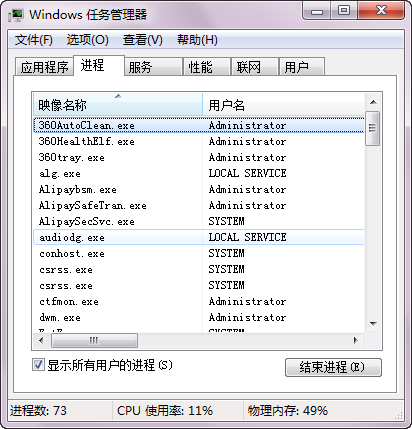 Windows 任务管理器
文件(F) 选项(O) 查看(V) 帮助(H)
应用程序 进程 服务 性能 联网 用户
映像名称 用户名
360AutoClean.exe Administrator
360HealthElf.exe Administrator
360tray.exe Administrator
alg.exe LOCAL SERVICE
Alipaybsm.exe Administrator
AlipaySafeTran.exe Administrator
AlipaySecSvc.exe SYSTEM
audiodg.exe LOCAL SERVICE
conhost.exe SYSTEM
csrss.exe SYSTEM
csrss.exe SYSTEM
ctfmon.exe Administrator
dwm.exe Administrator
SYSTEM
显示所有用户的进程(S) 结束进程(E)
进程数: 73 CPU 使用率: 11% 物理内存: 49%